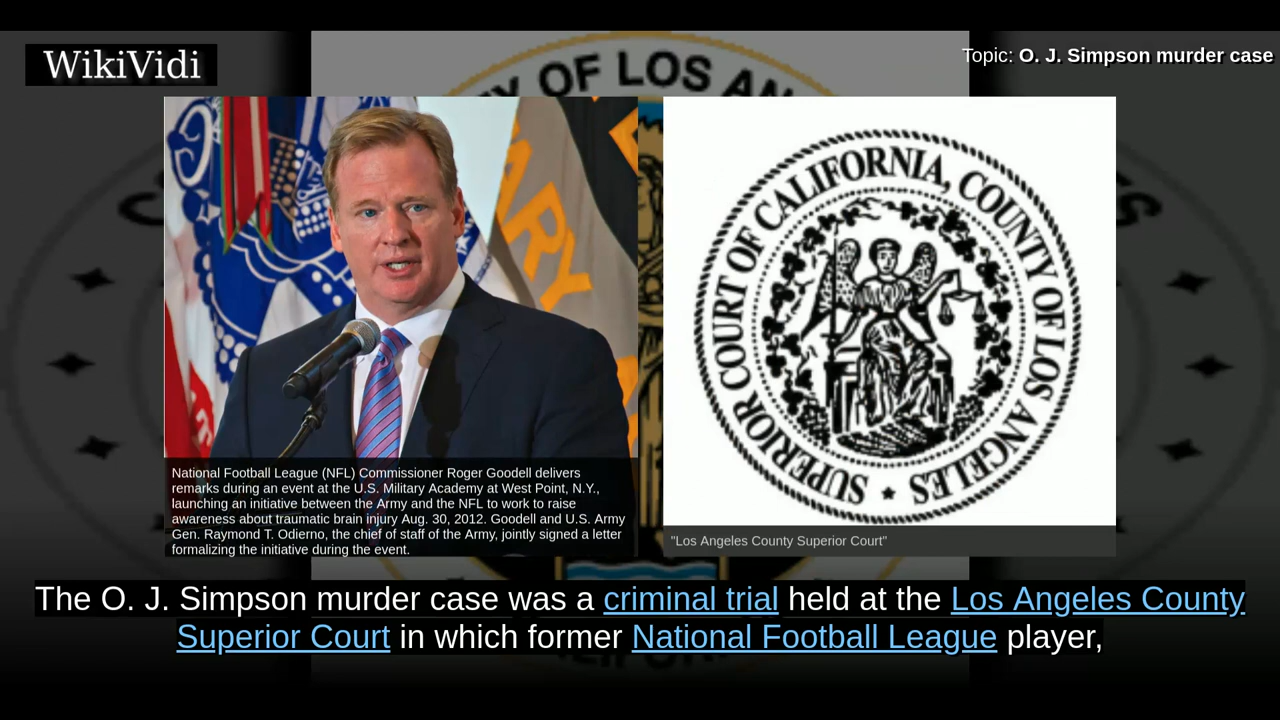 WikiVidi
Topic: O. J. Simpson murder case
Y OF LOS AN
ARY
SUPERIOR COURT OF CALIFORNIA, COUNTY OF LOS ANGELES
National Football League (NFL) Commissioner Roger Goodell delivers
remarks during an event at the U.S. Military Academy at West Point, N.Y.,
launching an initiative between the Army and the NFL to work to raise
awareness about traumatic brain injury Aug. 30, 2012. Goodell and U.S. Army
Gen. Raymond T. Odierno, the chief of staff of the Army, jointly signed a letter
formalizing the initiative during the event.
"Los Angeles County Superior Court"
The O. J. Simpson murder case was a criminal trial held at the Los Angeles County
Superior Court in which former National Football League player,